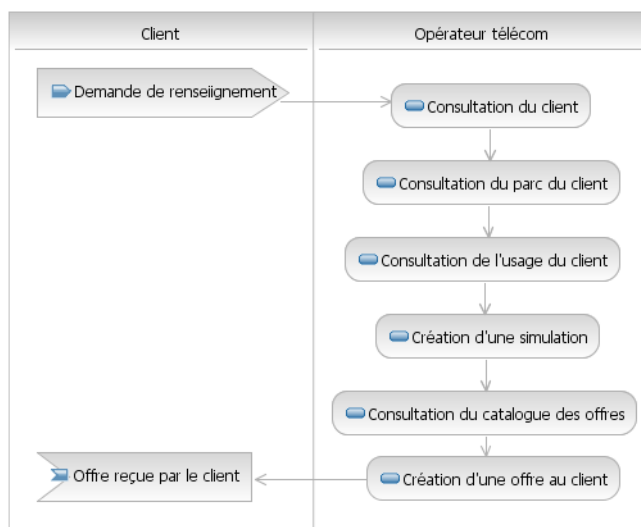 Client
Opérateur télécom
Demande de renseiignement
Consultation du client
Consultation du parc du client
Consultation de l'usage du client
Création d'une simulation
Consultation du catalogue des offres
Création d'une offre au client
Offre reçue par le client